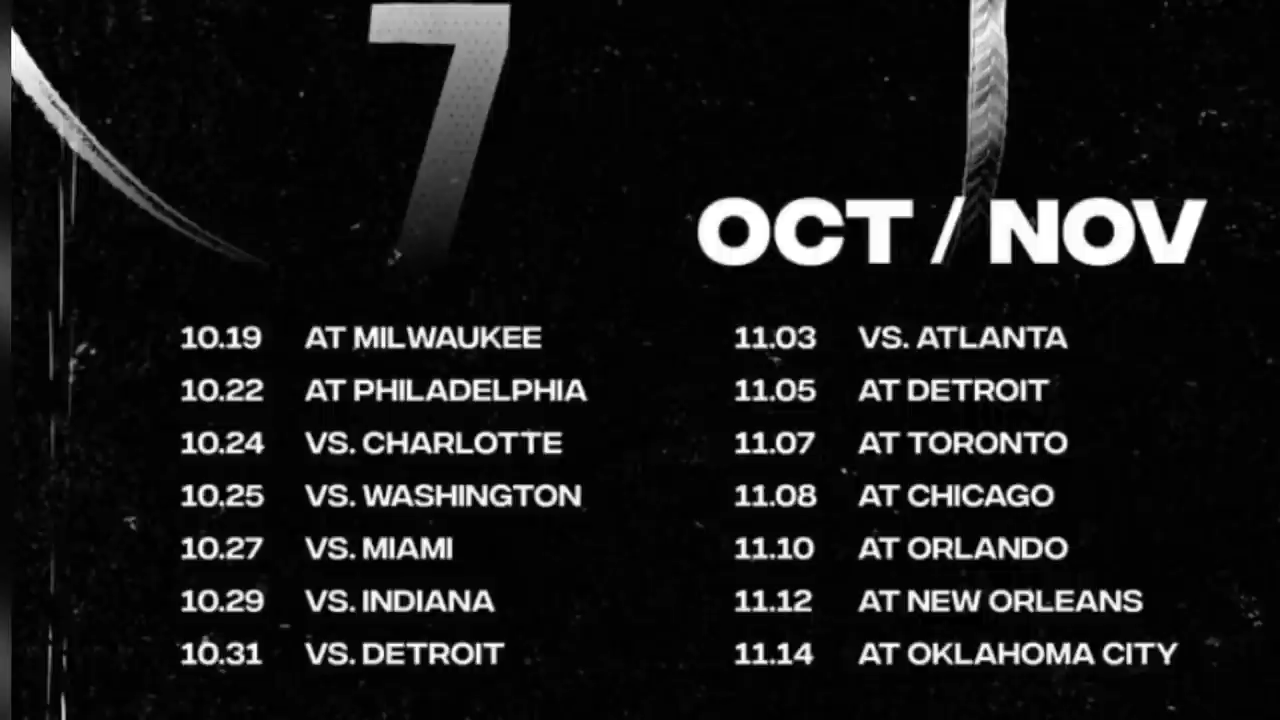 7
OCT / NOV
10.19 AT MILWAUKEE
10.22 AT PHILADELPHIA
10.24 VS. CHARLOTTE
10.25 VS. WASHINGTON
10.27 VS. MIAMI
10.29 VS. INDIANA
10.31 VS. DETROIT
11.03 VS. ATLANTA
11.05 AT DETROIT
11.07 AT TORONTO
11.08 AT CHICAGO
11.10 AT ORLANDO
11.12 AT NEW ORLEANS
11.14 AT OKLAHOMA CITY